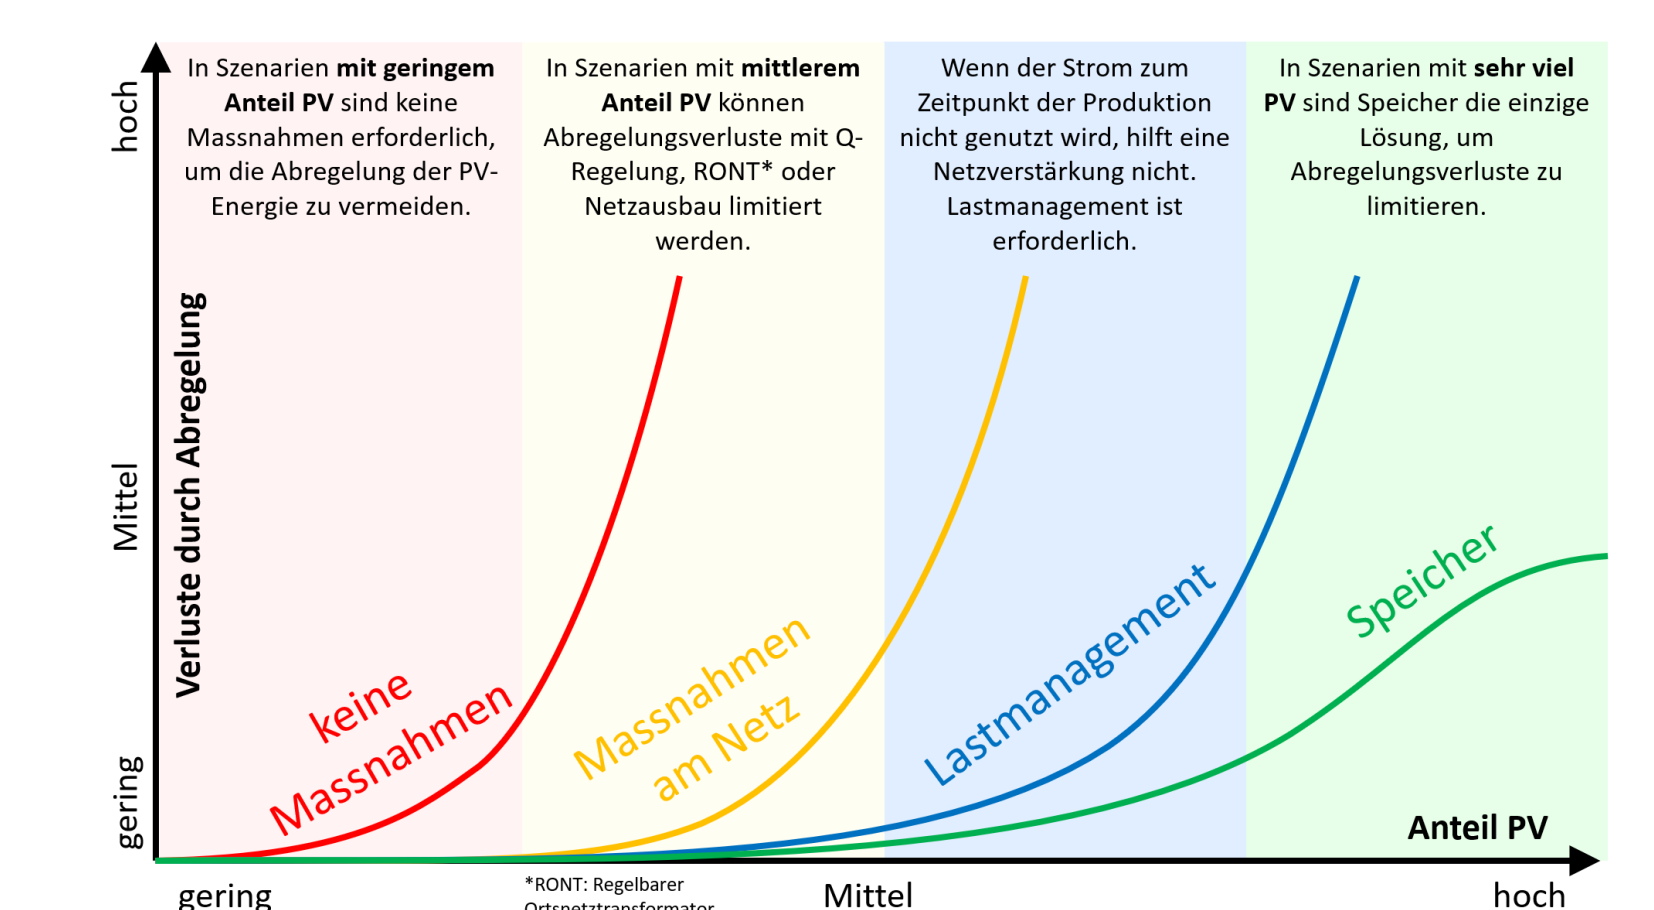 In Szenarien mit geringem
Anteil PV sind keine
Massnahmen erforderlich,
um die Abregelung der PV-
Energie zu vermeiden.
In Szenarien mit mittlerem
Anteil PV können
Abregelungsverluste mit Q-
Regelung, RONT* oder
Netzausbau limitiert
werden.
Wenn der Strom zum
Zeitpunkt der Produktion
nicht genutzt wird, hilft eine
Netzverstärkung nicht.
Lastmanagement ist
erforderlich.
In Szenarien mit sehr viel
PV sind Speicher die einzige
Lösung, um
Abregelungsverluste zu
limitieren.
hoch
Mittel
gering
Verluste durch Abregelung
keine
Massnahmen
Massnahmen
am Netz
Lastmanagement
Speicher
Anteil PV
gering
*RONT: Regelbarer
Ortsnetztransformator
Mittel
hoch